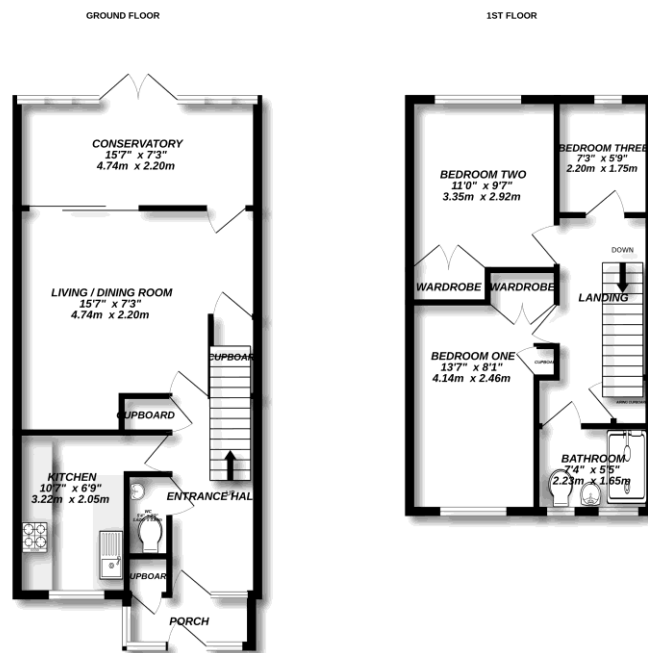 GROUND FLOOR
1ST FLOOR
CONSERVATORY
15'7" x 7'3"
4.74m x 2.20m
LIVING / DINING ROOM
15'7" x 7'3"
4.74m x 2.20m
CUPBOARD
CUPBOARD
KITCHEN
10'7" x 6'9"
3.22m x 2.05m
ENTRANCE HALL
WC
CUPBOARD
PORCH
BEDROOM THREE
7'3" x 5'9"
2.20m x 1.75m
BEDROOM TWO
11'0" x 9'7"
3.35m x 2.92m
DOWN
WARDROBE
WARDROBE
LANDING
BEDROOM ONE
13'7" x 8'1"
4.14m x 2.46m
CUPBOARD
BATHROOM
7'4" x 5'5"
2.23m x 1.65m